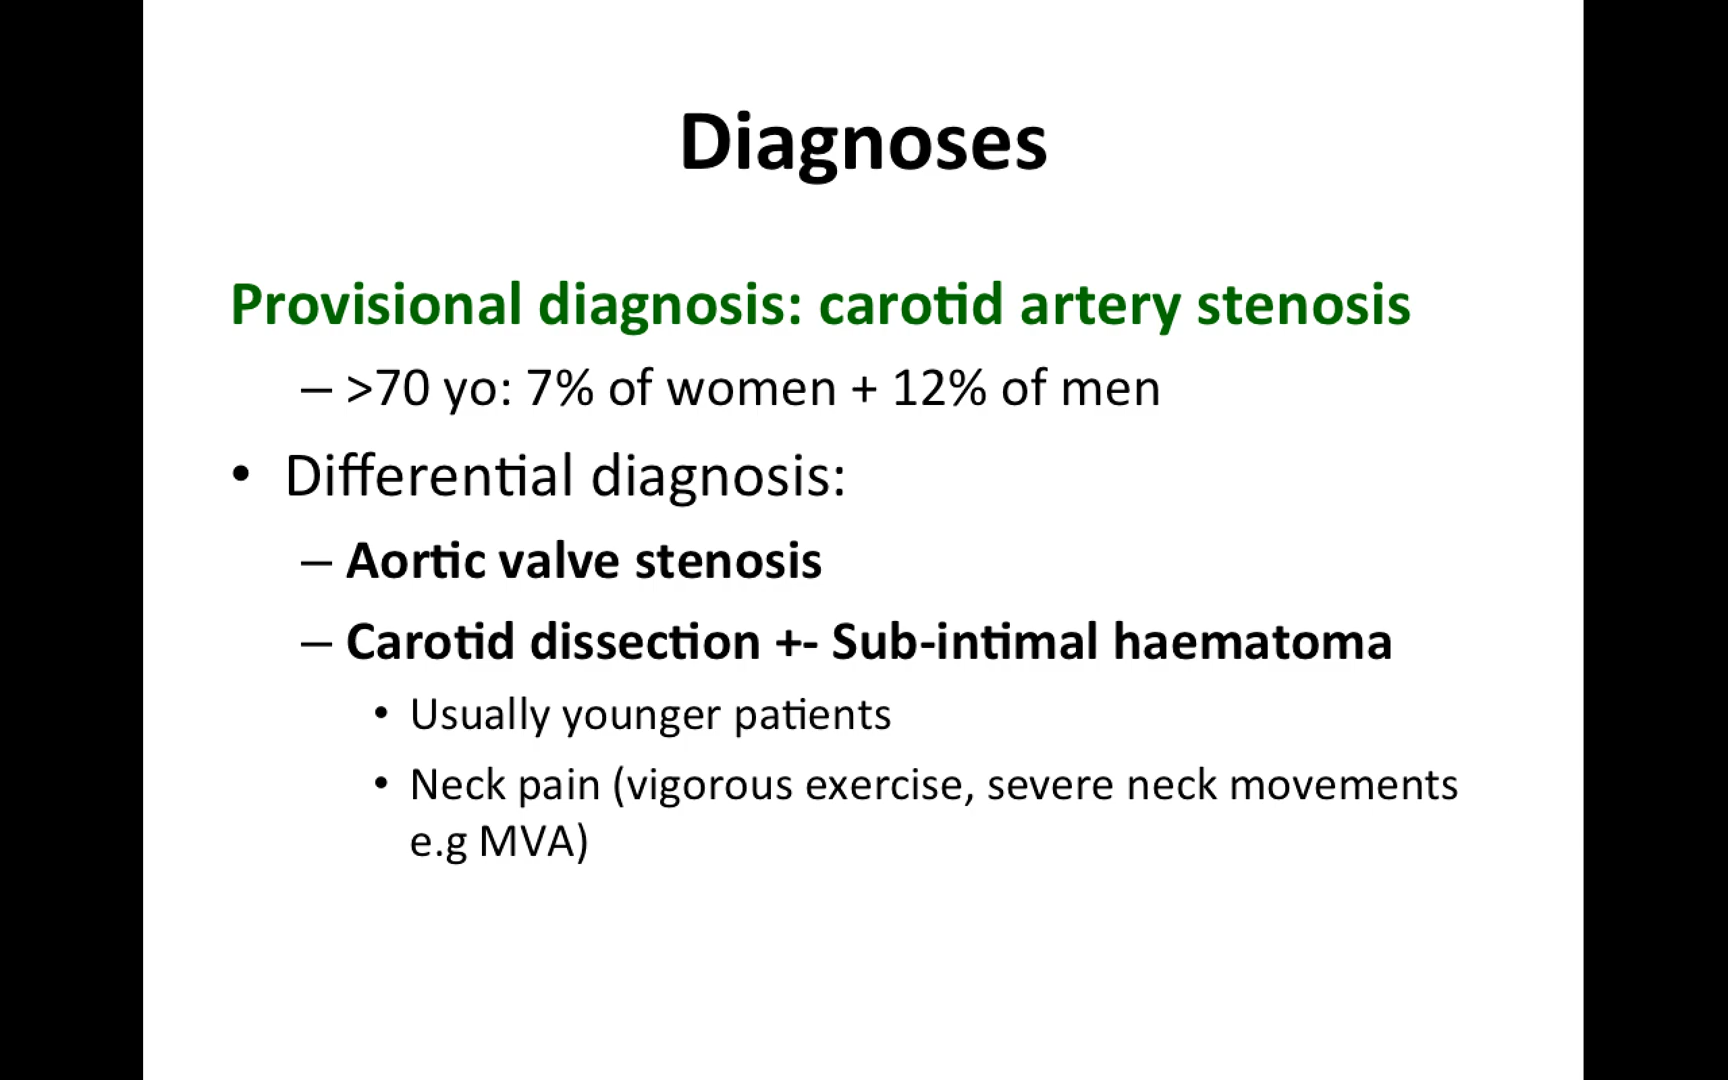 Diagnoses
Provisional diagnosis: carotid artery stenosis
– >70 yo: 7% of women + 12% of men
• Differential diagnosis:
– Aortic valve stenosis
– Carotid dissection +- Sub-intimal haematoma
• Usually younger patients
• Neck pain (vigorous exercise, severe neck movements
e.g MVA)